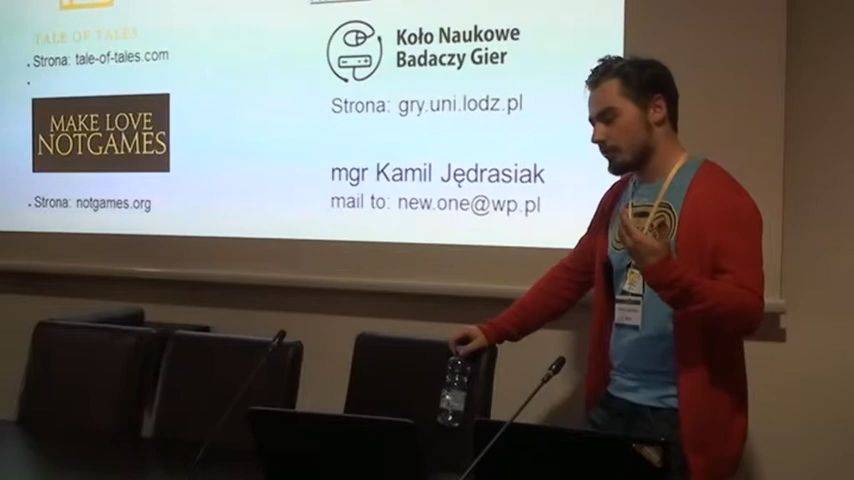 TALE OF TALES
• Strona: tale-of-tales.com
MAKE LOVE
NOTGAMES
• Strona: notgames.org
Koło Naukowe
Badaczy Gier
Strona: gry.uni.lodz.pl
mgr Kamil Jędrasiak
mail to: new.one@wp.pl